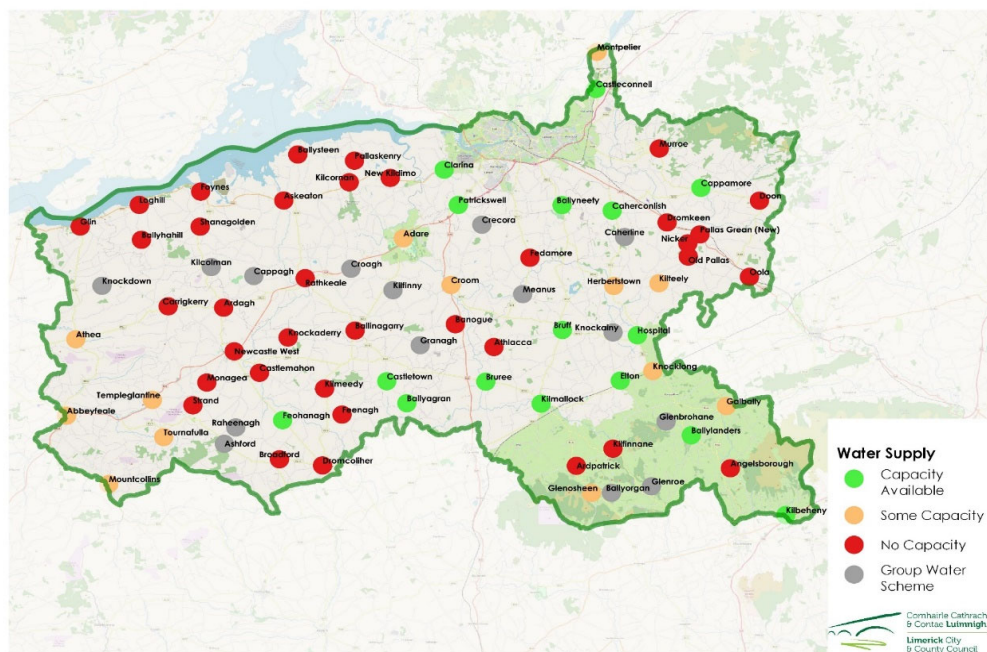 Montpelier
Castleconnell
Murroe
Ballysteen
Pallaskenry
Clarina
Kilcornan
New Kildimo
Cappamore
Foynes
Askeaton
Doon
Loghill
Patrickswell
Ballyneety
Caherconlish
Glin
Shanagolden
Crecora
Dromkeen
Pallas Grean (New)
Ballyhahill
Adare
Caherline
Nicker
Fedamore
Old Pallas
Kilcolman
Cappagh
Croagh
Knockdown
Rathkeale
Kilfinny
Croom
Meanus
Herbertstown
Kilteely
Oola
Carrigkerry
Ardagh
Banogue
Athea
Knockaderry
Ballinagarry
Bruff
Knockainy
Hospital
Newcastle West
Granagh
Athlacca
Castlemahon
Knocklong
Monagea
Kilmeedy
Castletown
Bruree
Elton
Templeglantine
Strand
Ballyagran
Kilmallock
Galbally
Abbeyfeale
Raheenagh
Feohanagh
Feenagh
Glenbrohane
Tournafulla
Ashford
Ballylanders
Broadford
Dromcolliher
Kilfinnane
Ardpatrick
Angelsborough
Mountcollins
Glenosheen
Ballyorgan
Glenroe
Kilbeheny
Water Supply
Capacity
Available
Some Capacity
No Capacity
Group Water
Scheme
Comhairle Cathrach
& Contae Luimnigh
Limerick City
& County Council